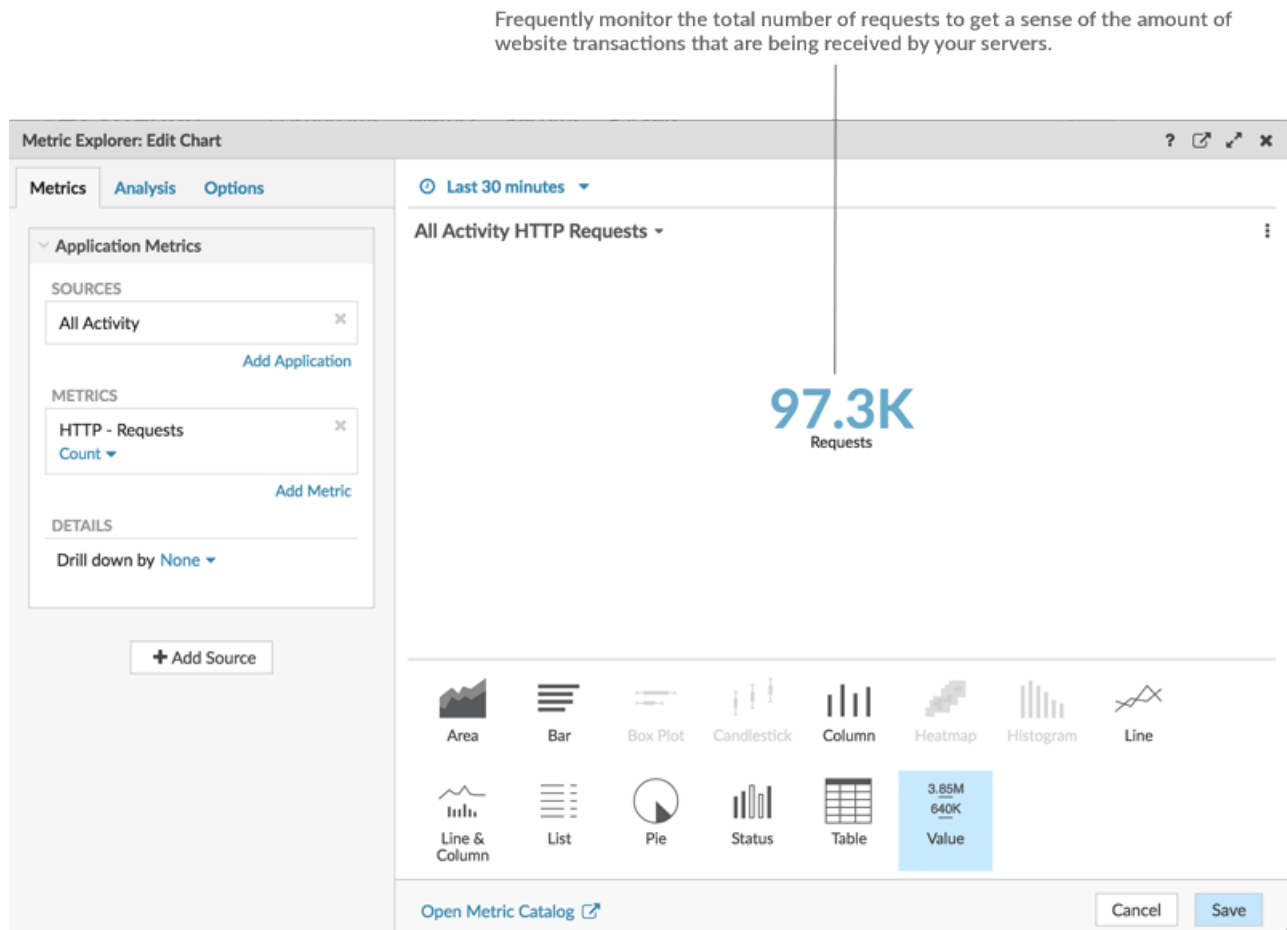 Frequently monitor the total number of requests to get a sense of the amount of
website transactions that are being received by your servers.
Metric Explorer: Edit Chart
?
Metrics Analysis Options
Last 30 minutes
Application Metrics
SOURCES
All Activity
Add Application
METRICS
HTTP - Requests
Count
Add Metric
DETAILS
Drill down by None
+ Add Source
All Activity HTTP Requests
97.3K
Requests
Area Bar Box Plot Candlestick Column Heatmap Histogram Line
3.85M
640K
Line &
Column
List Pie Status Table Value
Open Metric Catalog
Cancel Save